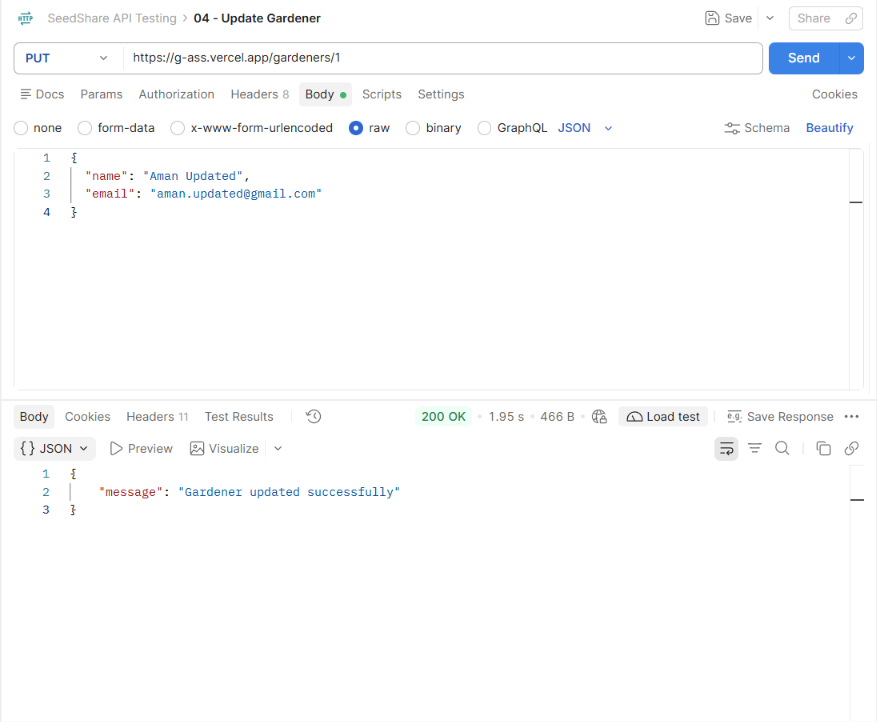 HTTP SeedShare API Testing > 04 - Update Gardener Save Share
PUT https://g-ass.vercel.app/gardeners/1 Send
Docs Params Authorization Headers 8 Body Scripts Settings Cookies
none form-data x-www-form-urlencoded raw binary GraphQL JSON Schema Beautify
1 {
2 "name": "Aman Updated",
3 "email": "aman.updated@gmail.com"
4 }
Body Cookies Headers 11 Test Results 200 OK • 1.95 s • 466 B • Load test e.g. Save Response •••
{} JSON Preview Visualize
1 {
2 "message": "Gardener updated successfully"
3 }